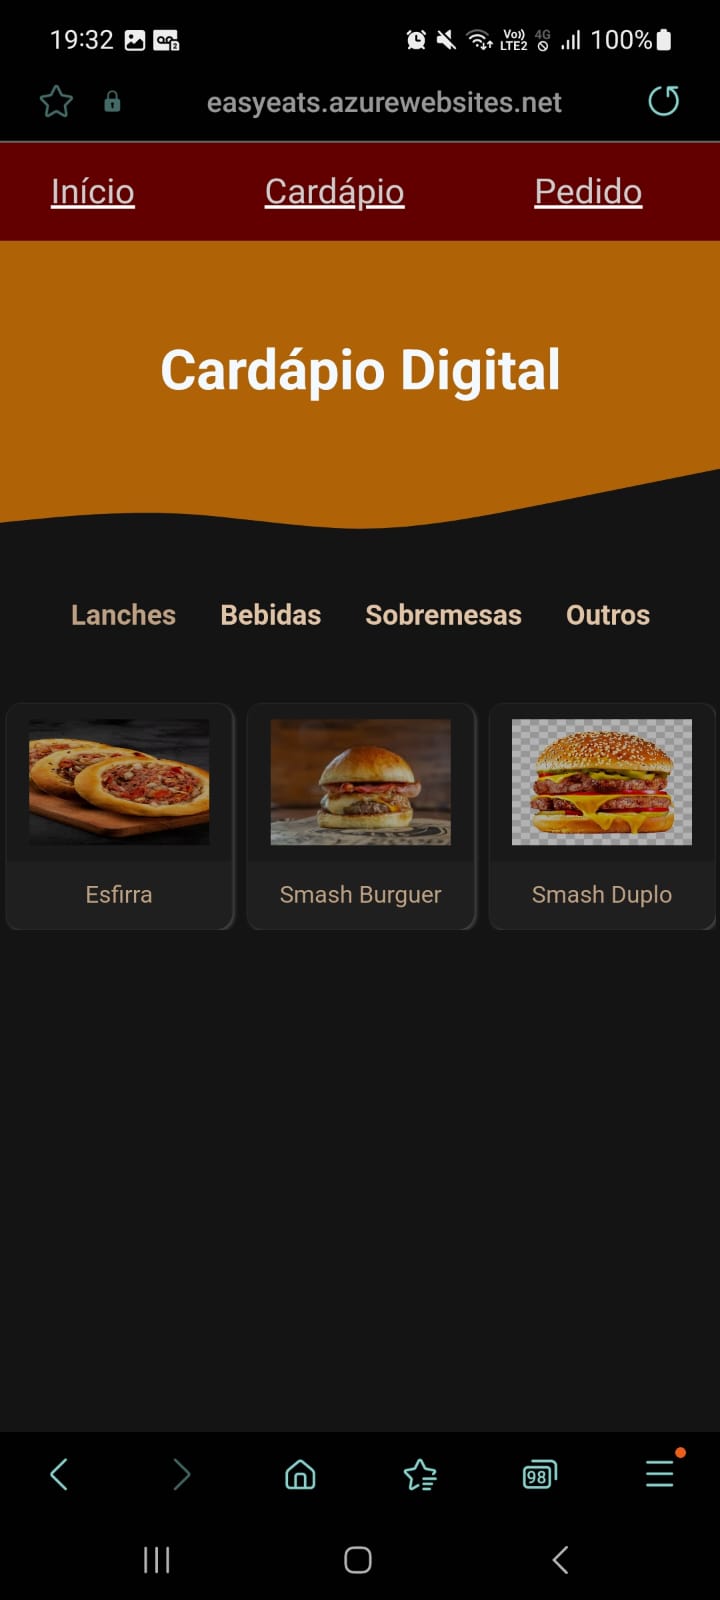 19:32 Vo)) LTE2 4G 100%
easyeats.azurewebsites.net
Início Cardápio Pedido
Cardápio Digital
Lanches Bebidas Sobremesas Outros
Esfirra Smash Burguer Smash Duplo
98